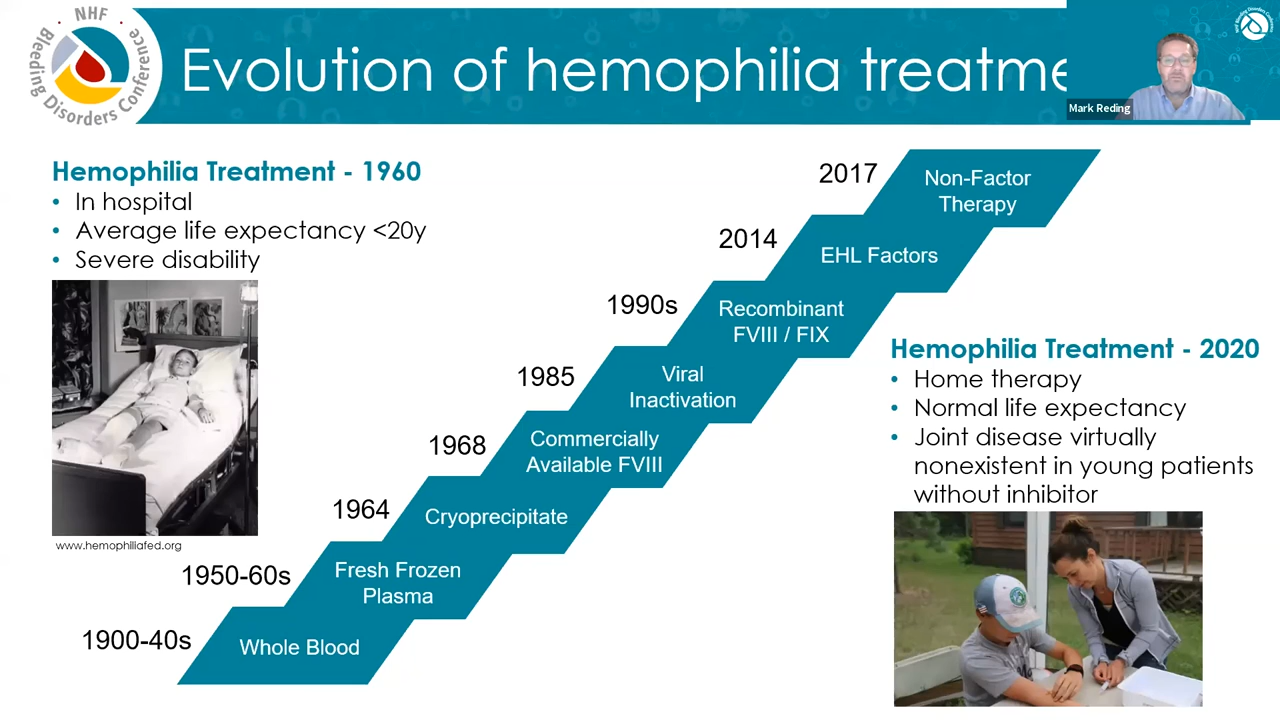 NHF
Bleeding Disorders Conference
Evolution of hemophilia treatme
Mark Reding
Hemophilia Treatment - 1960
• In hospital
• Average life expectancy <20y
• Severe disability
www.hemophiliafed.org
2017
Non-Factor
Therapy
2014
EHL Factors
1990s
Recombinant
FVIII / FIX
1985
Viral
Inactivation
1968
Commercially
Available FVIII
1964
Cryoprecipitate
1950-60s
Fresh Frozen
Plasma
1900-40s
Whole Blood
Hemophilia Treatment - 2020
• Home therapy
• Normal life expectancy
• Joint disease virtually
nonexistent in young patients
without inhibitor